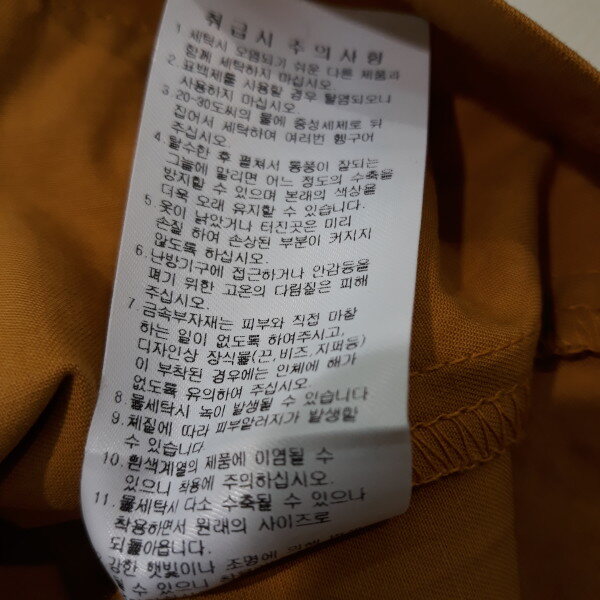 취급시 주의사항
1. 세탁시 오염되기 쉬운 다른 제품과
함께 세탁하지 마십시오
2. 표백제를 사용할 경우 탈염되오니
사용하지 마십시오
3. 20-30도씨의 물에 중성세제로 뒤
집어서 세탁하여 여러번 헹구어
주십시오.
4. 탈수한 후 펼쳐서 통풍이 잘되는
그늘에 말리면 어느 정도의 수축을
방지할 수 있으며 본래의 색상을
더욱 오래 유지할 수 있습니다.
5. 옷이 낡았거나 터진곳은 미리
손질 하여 손상된 부분이 커지지
않도록 하십시오.
6. 난방기구에 접근하거나 안감등을
펴기 위한 고온의 다림질은 피해
주십시오.
7. 금속부자재는 피부와 직접 마찰
하는 일이 없도록 하여주시고,
디자인상 장식물(끈,비즈,지퍼등)
이 부착된 경우에는 인체에 해가
없도록 유의하여 주십시오.
8. 물세탁시 녹이 발생될 수 있습니다
9. 체질에 따라 피부알러지가 발생할
수 있습니다
10. 흰색계열의 제품에 이염될 수
있으니 착용에 주의하십시오.
11. 물세탁시 다소 수축될 수 있으나
착용하면서 원래의 사이즈로
되돌아옵니다.
강한 햇빛이나 조명에
수 있으니